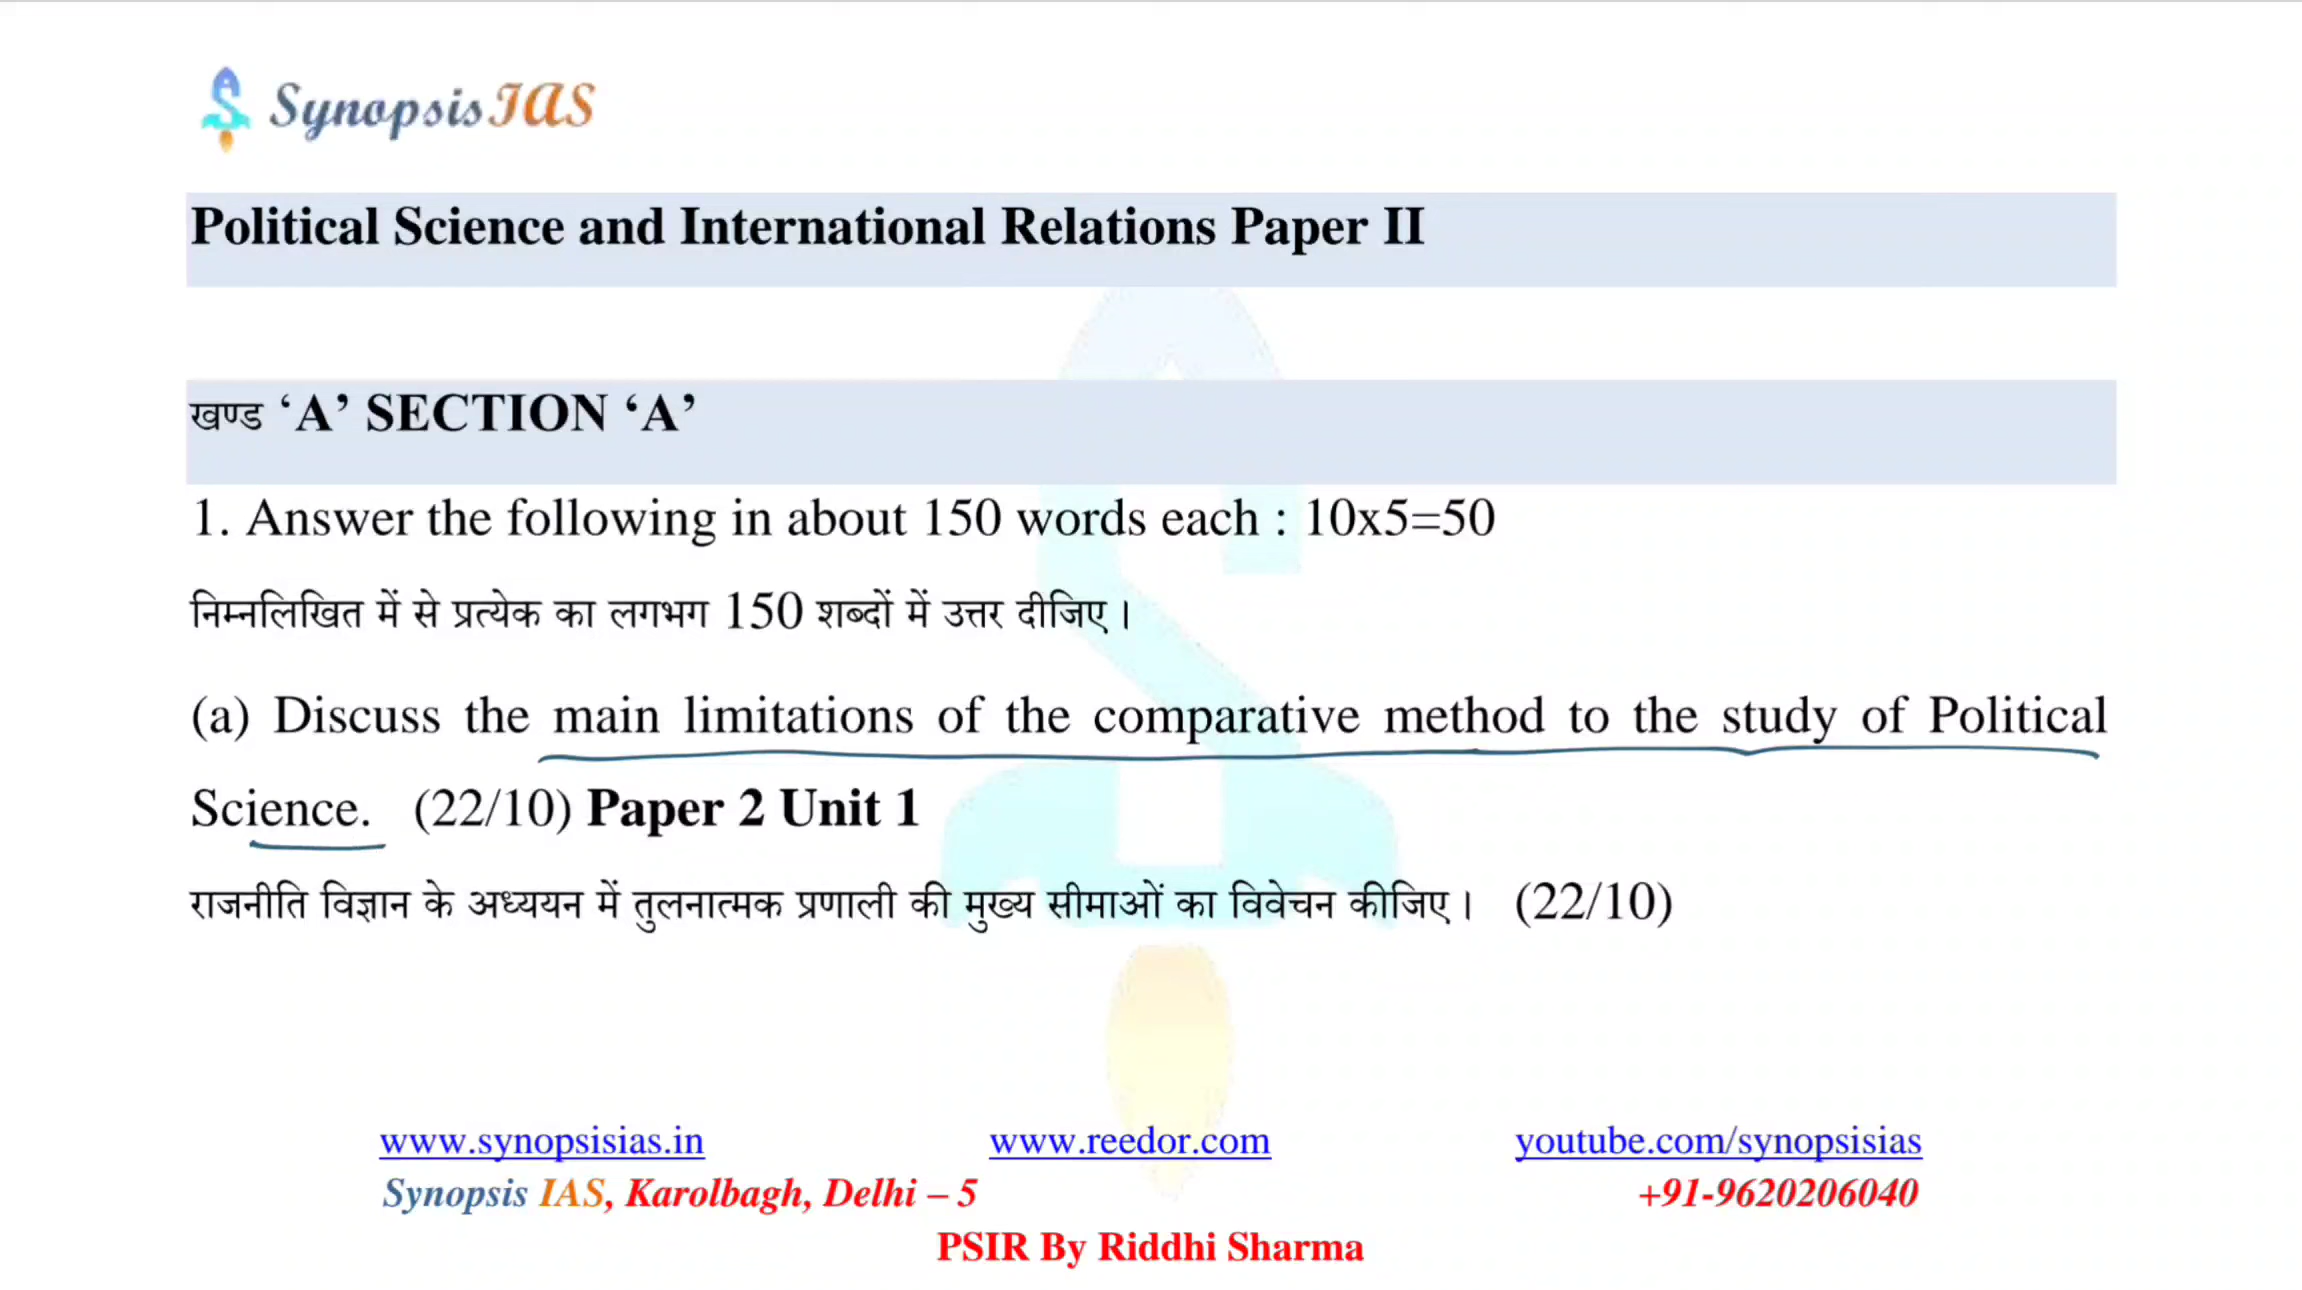 Synopsis IAS
Political Science and International Relations Paper II
खण्ड ‘A’ SECTION ‘A’
1. Answer the following in about 150 words each : 10x5=50
निम्नलिखित में से प्रत्येक का लगभग 150 शब्दों में उत्तर दीजिए।
(a) Discuss the main limitations of the comparative method to the study of Political
Science. (22/10) Paper 2 Unit 1
राजनीति विज्ञान के अध्ययन में तुलनात्मक प्रणाली की मुख्य सीमाओं का विवेचन कीजिए। (22/10)
www.synopsisias.in www.reedor.com youtube.com/synopsisias
Synopsis IAS, Karolbagh, Delhi – 5 +91-9620206040
PSIR By Riddhi Sharma